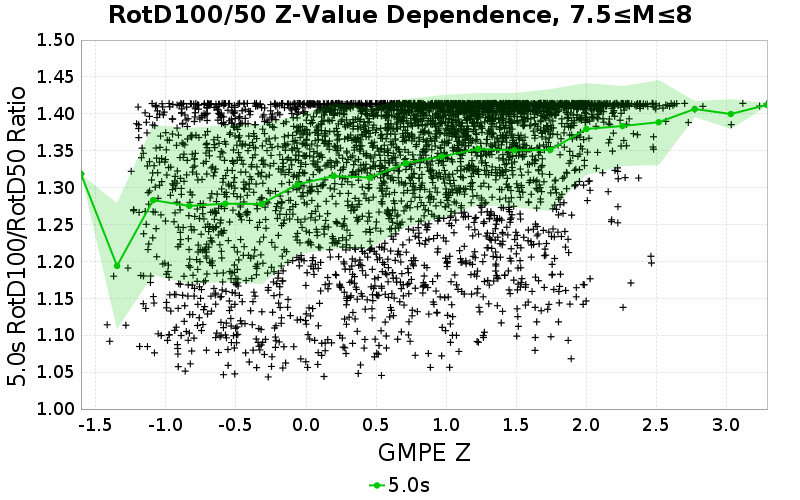 RotD100/50 Z-Value Dependence, 7.5≤M≤8
5.0s RotD100/RotD50 Ratio
1.50
1.45
1.40
1.35
1.30
1.25
1.20
1.15
1.10
1.05
1.00
-1.5 -1.0 -0.5 0.0 0.5 1.0 1.5 2.0 2.5 3.0
GMPE Z
5.0s